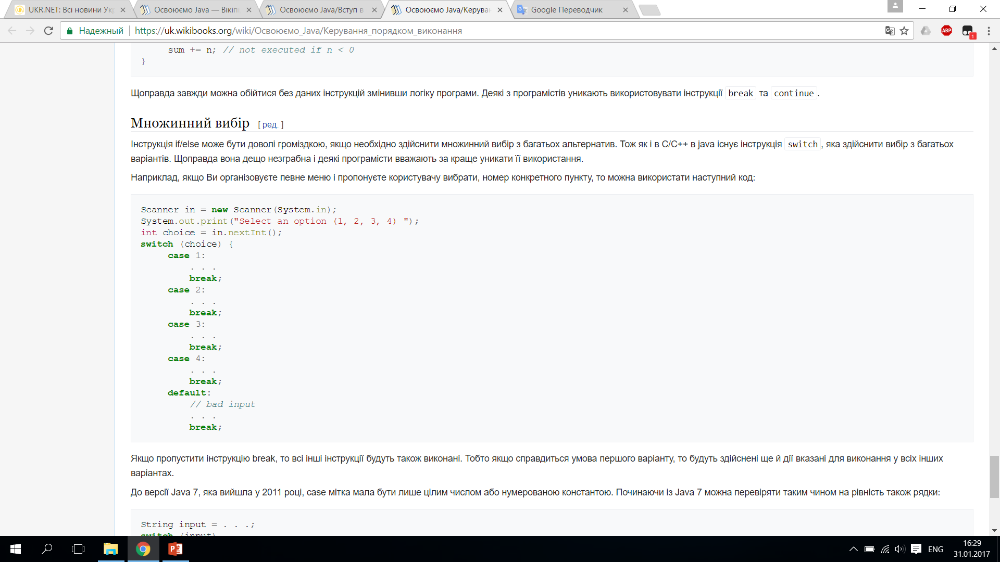 UKR.NET: Всі новини Укр
Освоюємо Java — Вікіпі
Освоюємо Java/Вступ в
Освоюємо Java/Керуван
Google Переводчик
Надежный
https://uk.wikibooks.org/wiki/Освоюємо_Java/Керування_порядком_виконання
ABP
1
sum += n; // not executed if n < 0
}
Щоправда завжди можна обійтися без даних інструкцій змінивши логіку програми. Деякі з програмістів уникають використовувати інструкції break та continue .
Множинний вибір [ ред. ]
Інструкція if/else може бути доволі громіздкою, якщо необхідно здійснити множинний вибір з багатьох альтернатив. Тож як і в C/C++ в java існує інструкція switch , яка здійснити вибір з багатьох
варіантів. Щоправда вона дещо незграбна і деякі програмісти вважають за краще уникати її використання.
Наприклад, якщо Ви організовуєте певне меню і пропонуєте користувачу вибрати, номер конкретного пункту, то можна використати наступний код:
Scanner in = new Scanner(System.in);
System.out.print("Select an option (1, 2, 3, 4) ");
int choice = in.nextInt();
switch (choice) {
case 1:
. . .
break;
case 2:
. . .
break;
case 3:
. . .
break;
case 4:
. . .
break;
default:
// bad input
. . .
break;
Якщо пропустити інструкцію break, то всі інші інструкції будуть також виконані. Тобто якщо справдиться умова першого варіанту, то будуть здійснені ще й дії вказані для виконання у всіх інших
варіантах.
До версії Java 7, яка вийшла у 2011 році, case мітка мала бути лише цілим числом або нумерованою константою. Починаючи із Java 7 можна перевіряти таким чином на рівність також рядки:
String input = . . .;
switch (input)
ENG
16:29
31.01.2017